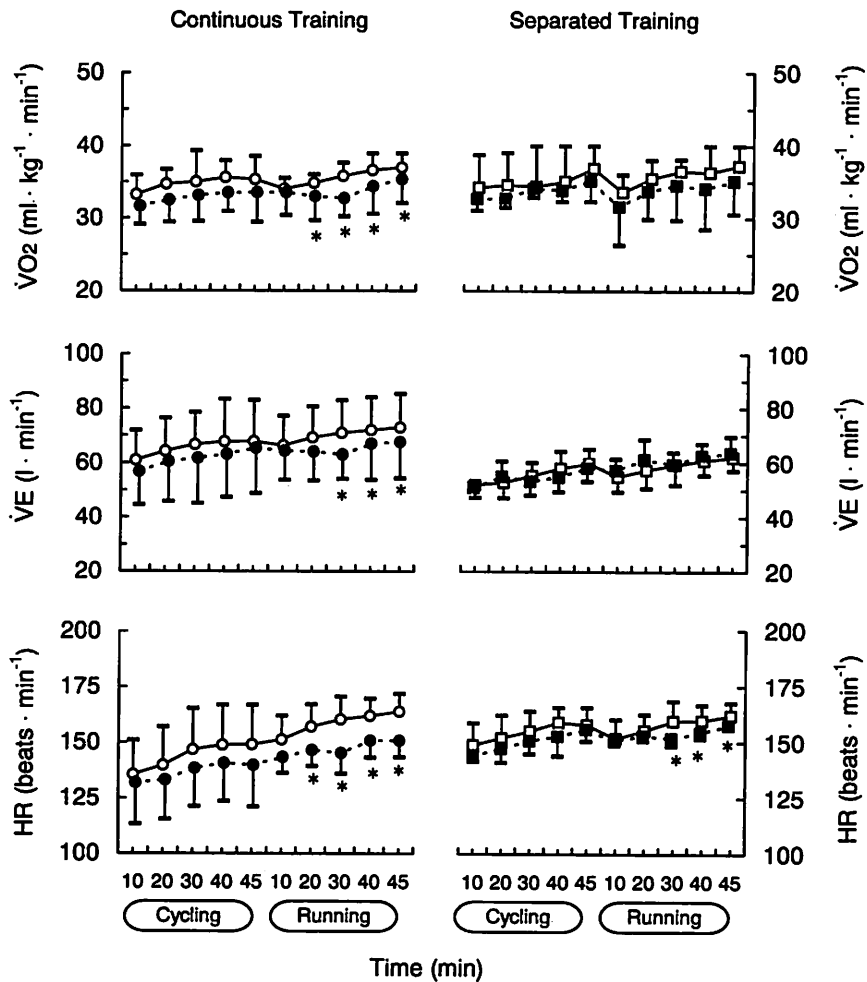 Continuous Training
Separated Training
50
40
30
20
V̇O2 (ml · kg-1 · min-1)
* * * *
50
40
30
20
V̇O2 (ml · kg-1 · min-1)
100
80
60
40
20
V̇E (l · min-1)
* * *
100
80
60
40
20
V̇E (l · min-1)
200
175
150
125
100
HR (beats · min-1)
* * * *
200
175
150
125
100
HR (beats · min-1)
* * *
10 20 30 40 45 10 20 30 40 45
10 20 30 40 45 10 20 30 40 45
Cycling
Running
Cycling
Running
Time (min)